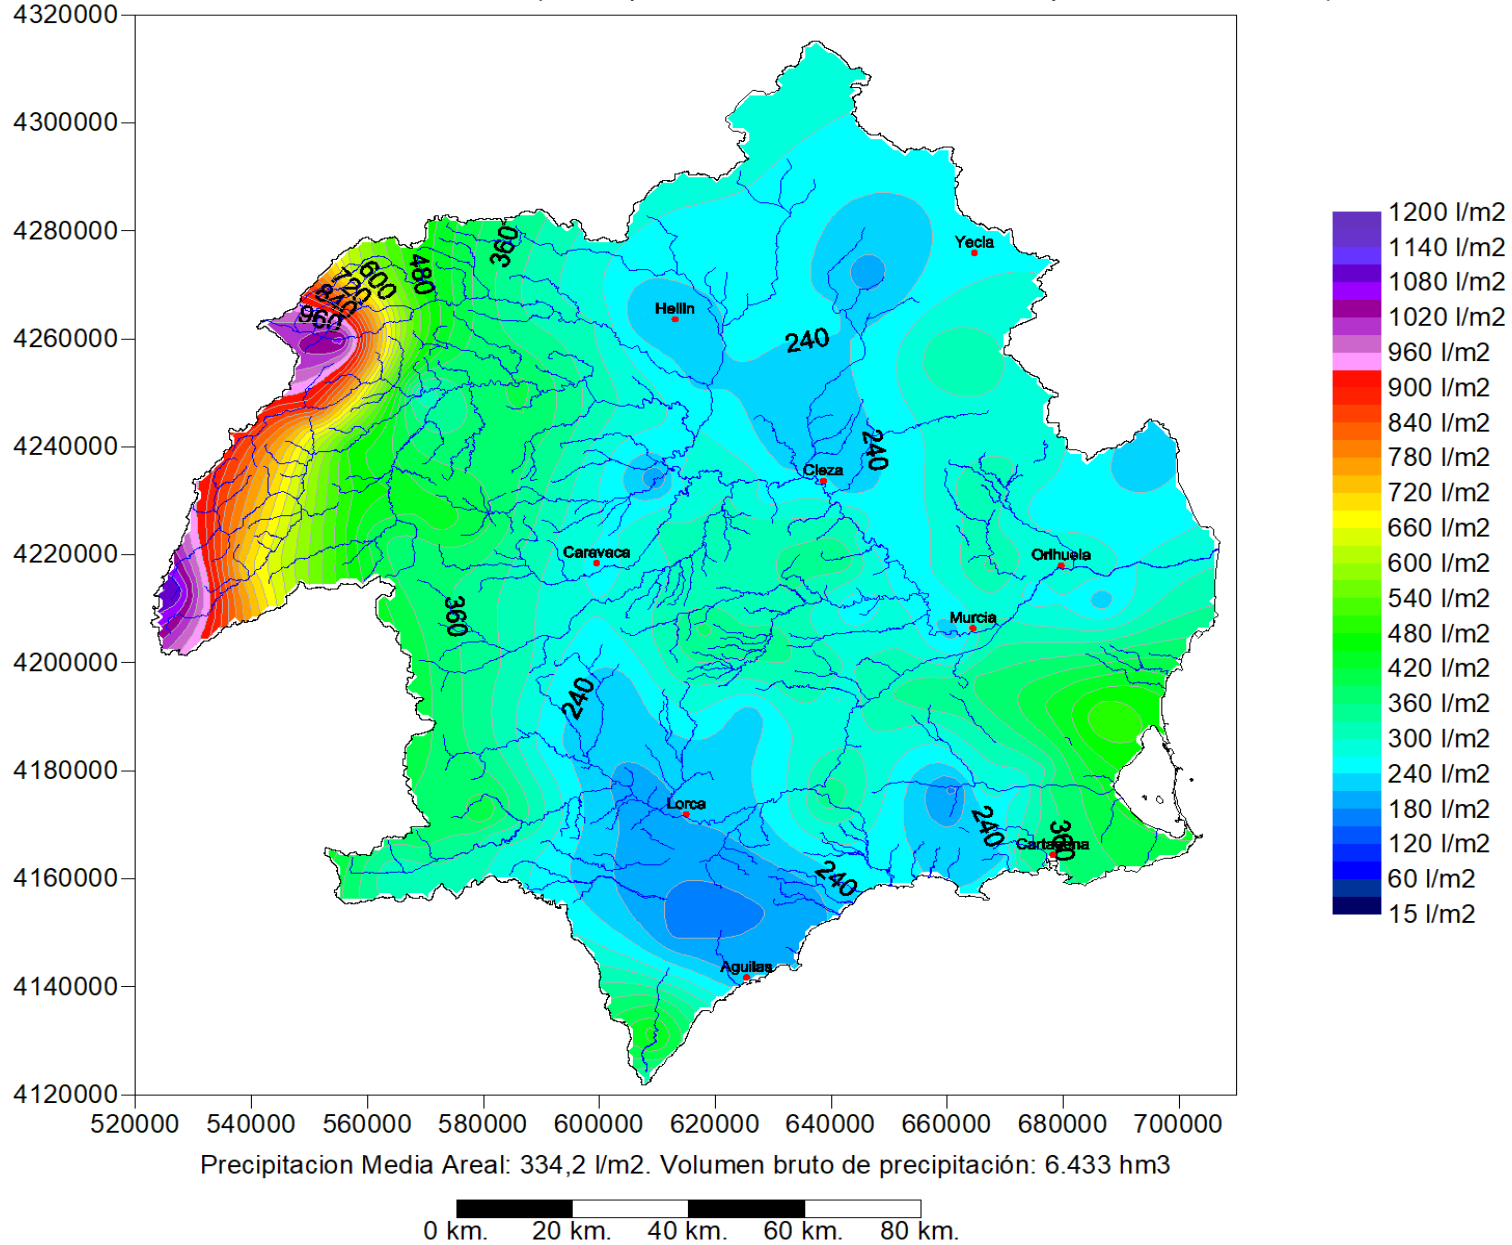 4320000
4300000
4280000
4260000
4240000
4220000
4200000
4180000
4160000
4140000
4120000
520000 540000 560000 580000 600000 620000 640000 660000 680000 700000
360
480
600
720
840
960
Yecla
Hellin
240
240
Cieza
Caravaca
Orihuela
360
Murcia
240
Lorca
240
360
Cartagena
240
Aguilas
1200 l/m2
1140 l/m2
1080 l/m2
1020 l/m2
960 l/m2
900 l/m2
840 l/m2
780 l/m2
720 l/m2
660 l/m2
600 l/m2
540 l/m2
480 l/m2
420 l/m2
360 l/m2
300 l/m2
240 l/m2
180 l/m2
120 l/m2
60 l/m2
15 l/m2
Precipitacion Media Areal: 334,2 l/m2. Volumen bruto de precipitación: 6.433 hm3
0 km. 20 km. 40 km. 60 km. 80 km.